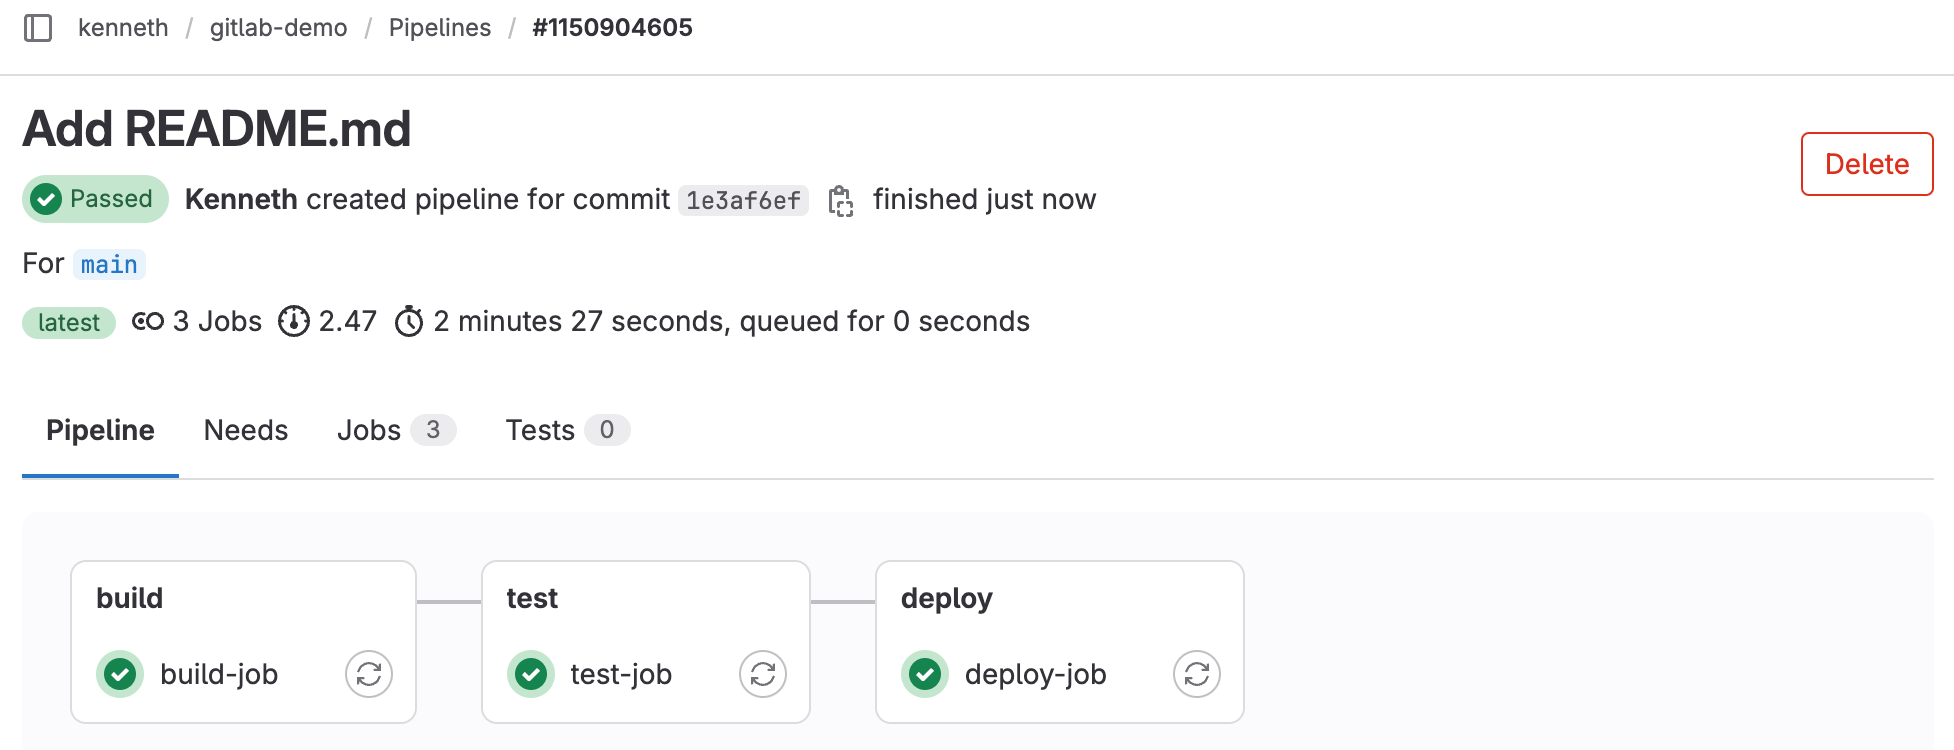 kenneth / gitlab-demo / Pipelines / #1150904605
Add README.md
Delete
Passed Kenneth created pipeline for commit 1e3af6ef finished just now
For main
latest 3 Jobs 2.47 2 minutes 27 seconds, queued for 0 seconds
Pipeline Needs Jobs 3 Tests 0
build test deploy
build-job test-job deploy-job